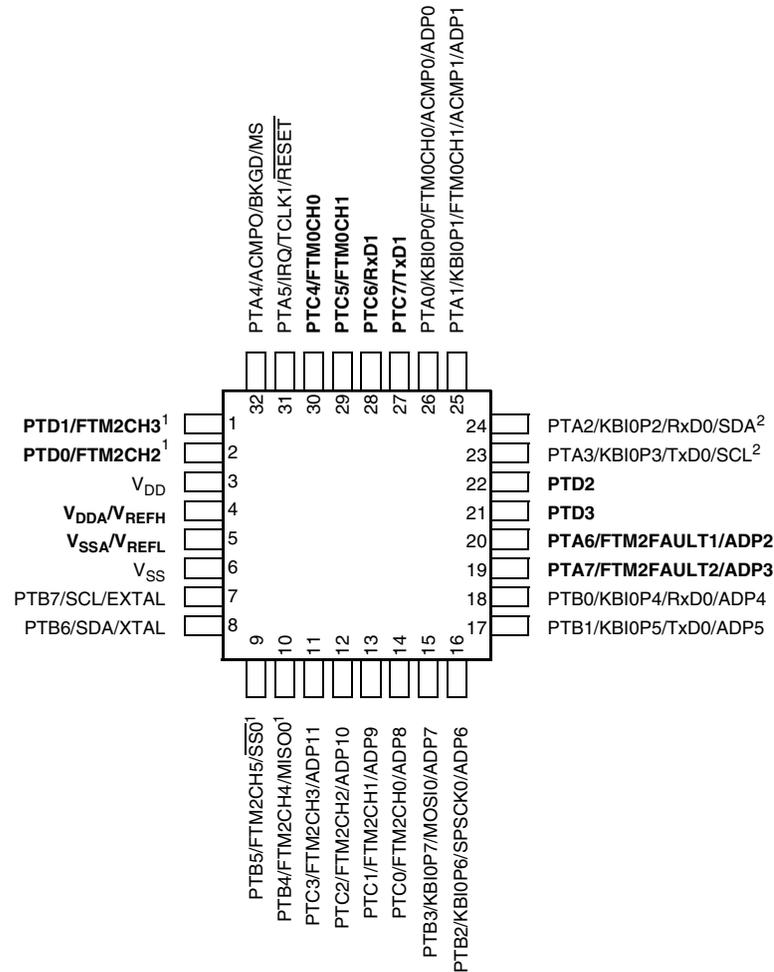 PTA4/ACMPO/BKGD/MS
PTA5/IRQ/TCLK1/RESET
PTC4/FTM0CH0
PTC5/FTM0CH1
PTC6/RxD1
PTC7/TxD1
PTA0/KBI0P0/FTM0CH0/ACMP0/ADP0
PTA1/KBI0P1/FTM0CH1/ACMP1/ADP1
32 31 30 29 28 27 26 25
PTD1/FTM2CH3¹ 1
PTD0/FTM2CH2¹ 2
VDD 3
VDDA/VREFH 4
VSSA/VREFL 5
VSS 6
PTB7/SCL/EXTAL 7
PTB6/SDA/XTAL 8
24 PTA2/KBI0P2/RxD0/SDA²
23 PTA3/KBI0P3/TxD0/SCL²
22 PTD2
21 PTD3
20 PTA6/FTM2FAULT1/ADP2
19 PTA7/FTM2FAULT2/ADP3
18 PTB0/KBI0P4/RxD0/ADP4
17 PTB1/KBI0P5/TxD0/ADP5
9 10 11 12 13 14 15 16
PTB5/FTM2CH5/SS0¹
PTB4/FTM2CH4/MISO0¹
PTC3/FTM2CH3/ADP11
PTC2/FTM2CH2/ADP10
PTC1/FTM2CH1/ADP9
PTC0/FTM2CH0/ADP8
PTB3/KBI0P7/MOSI0/ADP7
PTB2/KBI0P6/SPSCK0/ADP6